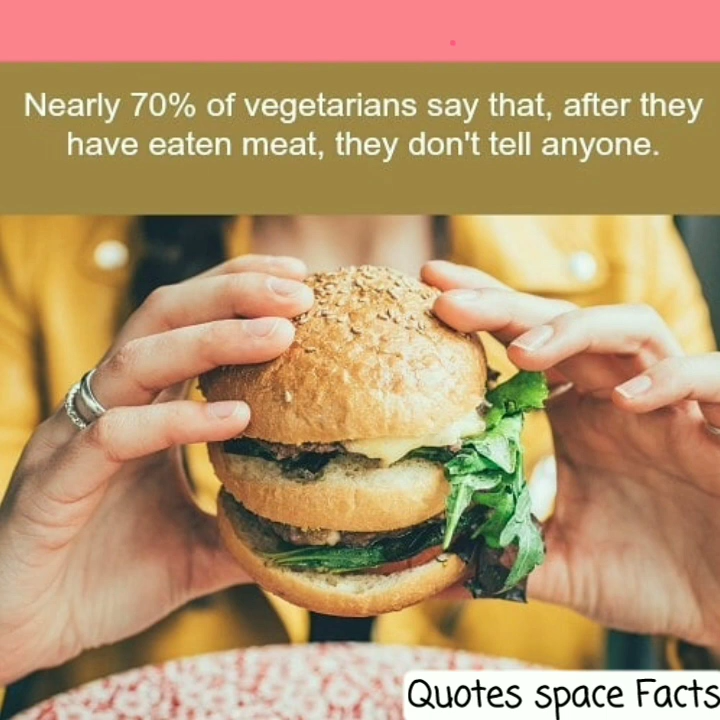 Nearly 70% of vegetarians say that, after they
have eaten meat, they don't tell anyone.
Quotes space Facts